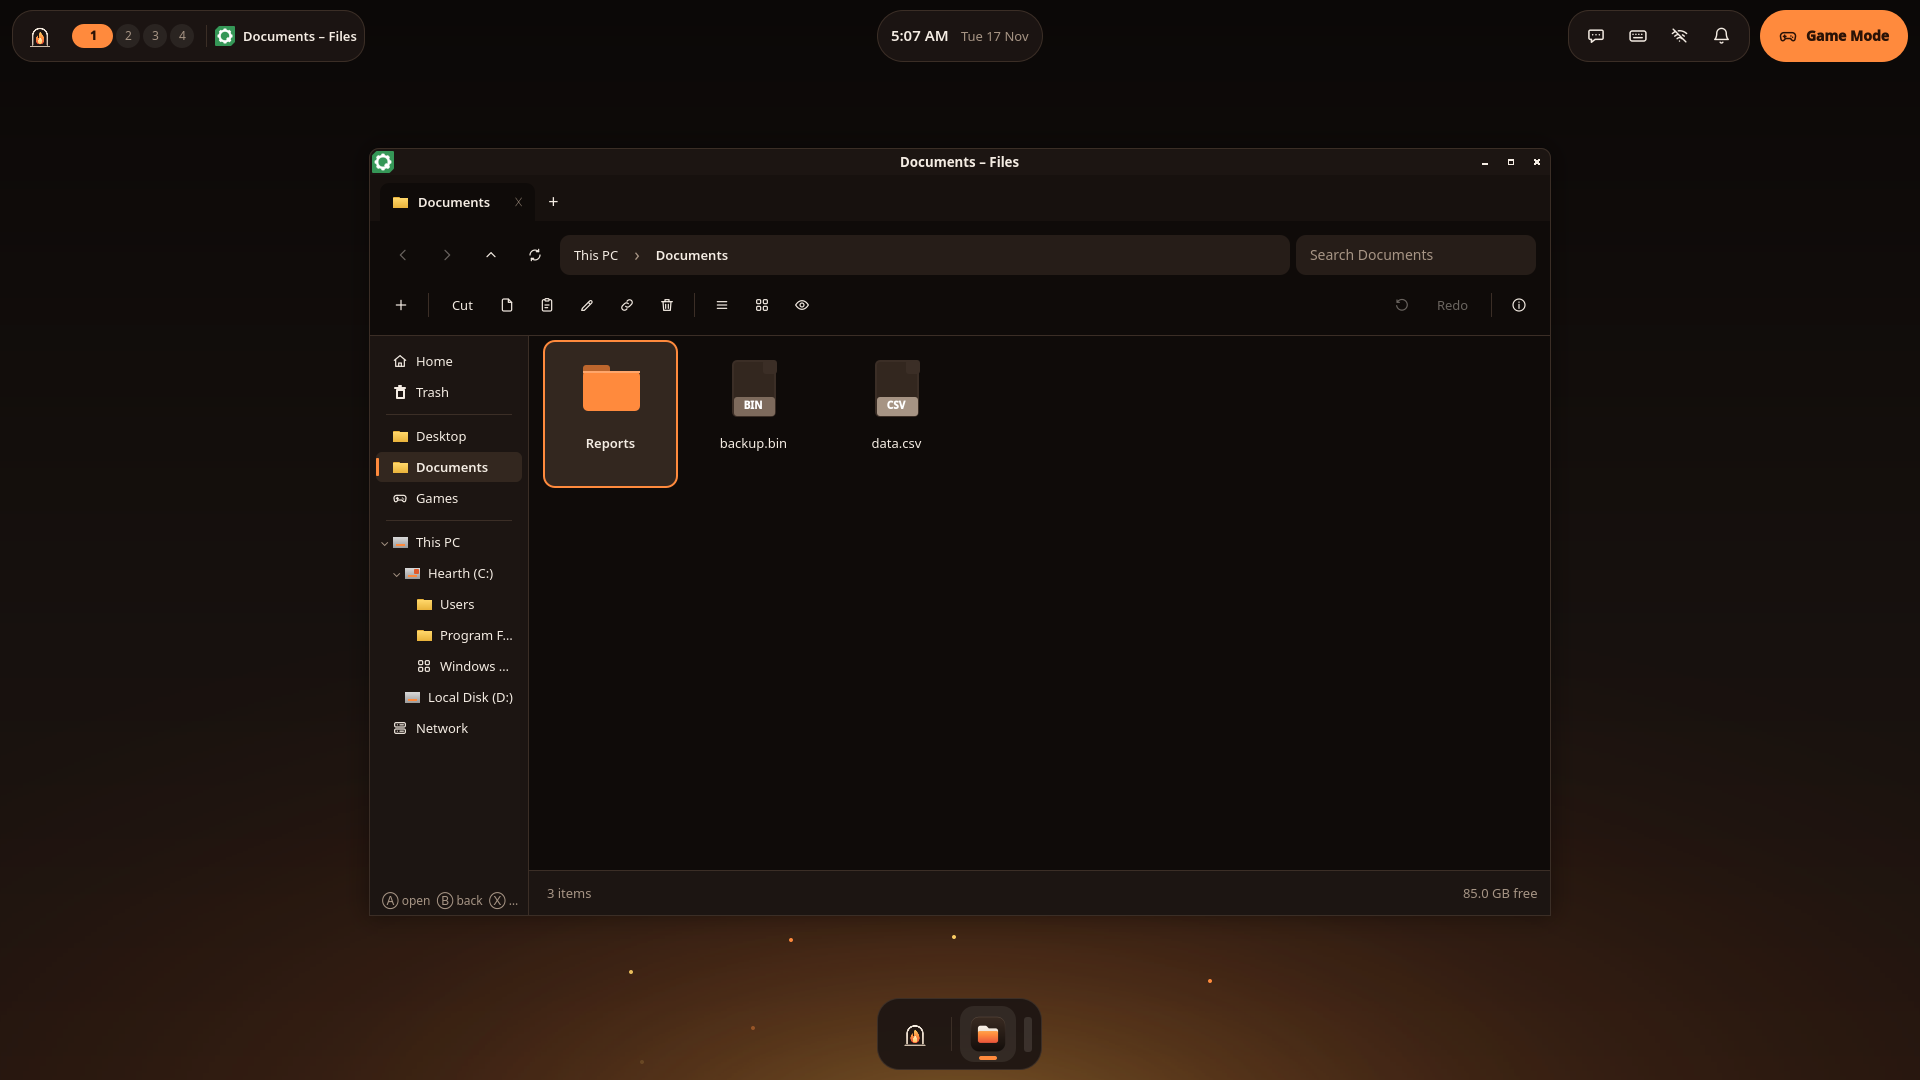 1 2 3 4 Documents – Files
5:07 AM Tue 17 Nov
Game Mode
Documents – Files
Documents X +
This PC › Documents
Search Documents
Cut
Redo
Home
Trash
Desktop
Documents
Games
This PC
Hearth (C:)
Users
Program F...
Windows ...
Local Disk (D:)
Network
Reports
BIN
backup.bin
CSV
data.csv
A open B back X ...
3 items
85.0 GB free